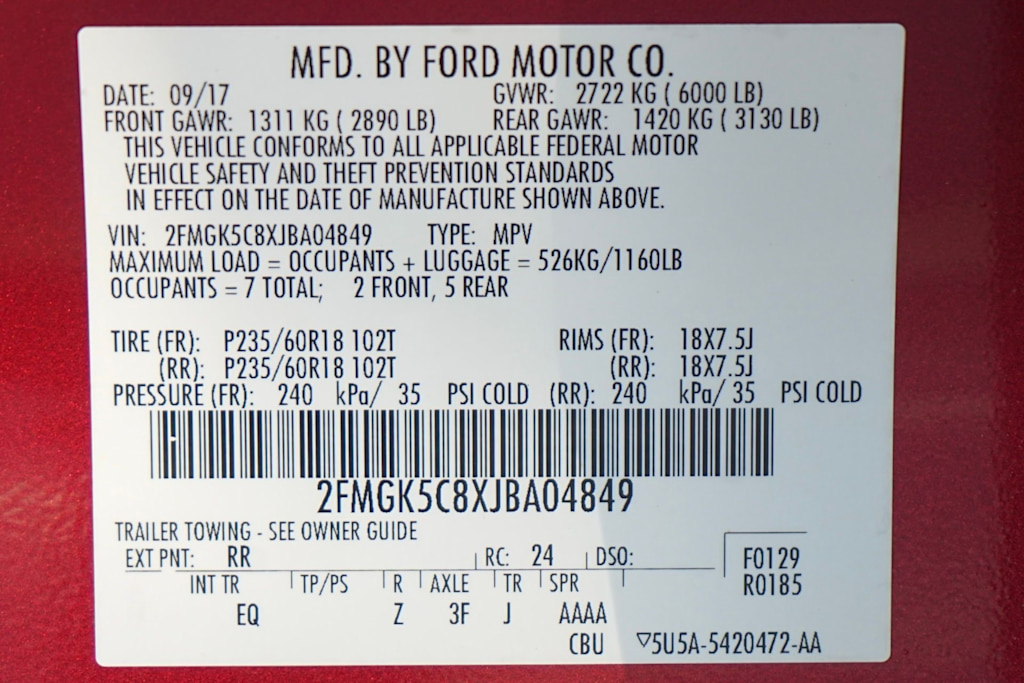 MFD. BY FORD MOTOR CO.
DATE: 09/17 GVWR: 2722 KG ( 6000 LB)
FRONT GAWR: 1311 KG ( 2890 LB) REAR GAWR: 1420 KG ( 3130 LB)
THIS VEHICLE CONFORMS TO ALL APPLICABLE FEDERAL MOTOR
VEHICLE SAFETY AND THEFT PREVENTION STANDARDS
IN EFFECT ON THE DATE OF MANUFACTURE SHOWN ABOVE.
VIN: 2FMGK5C8XJBA04849 TYPE: MPV
MAXIMUM LOAD = OCCUPANTS + LUGGAGE = 526KG/1160LB
OCCUPANTS = 7 TOTAL; 2 FRONT, 5 REAR
TIRE (FR): P235/60R18 102T RIMS (FR): 18X7.5J
(RR): P235/60R18 102T (RR): 18X7.5J
PRESSURE (FR): 240 kPa/ 35 PSI COLD (RR): 240 kPa/ 35 PSI COLD
2FMGK5C8XJBA04849
TRAILER TOWING - SEE OWNER GUIDE
EXT PNT: RR RC: 24 DSO: F0129
INT TR TP/PS R AXLE TR SPR R0185
EQ Z 3F J AAAA
CBU ▽5U5A-5420472-AA